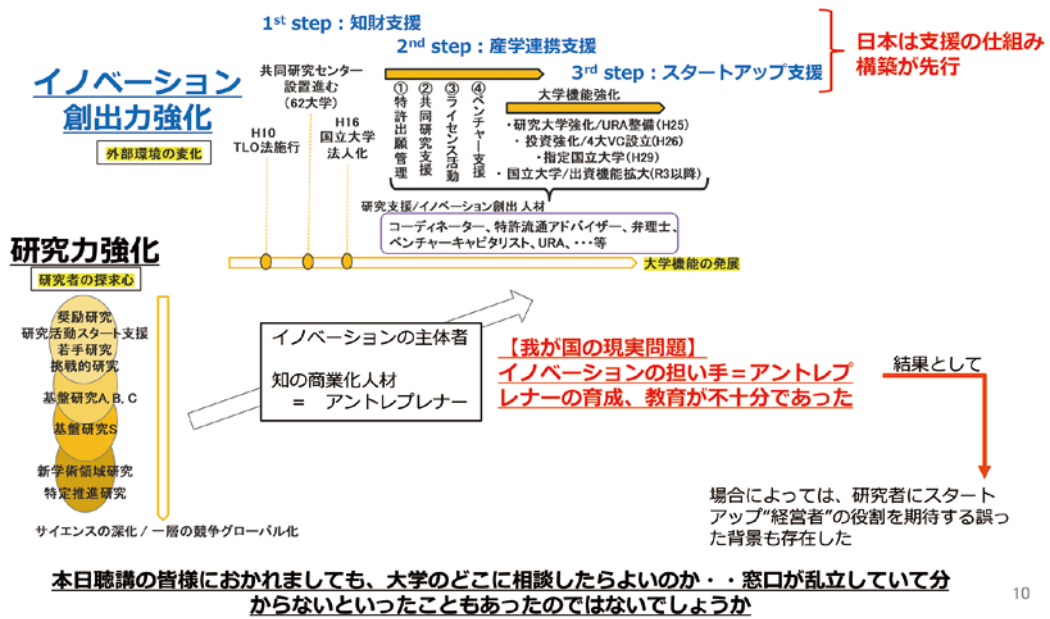 1st step：知財支援
2nd step：産学連携支援
3rd step：スタートアップ支援
日本は支援の仕組み
構築が先行
イノベーション
創出力強化
外部環境の変化
共同研究センター
設置進む
(62大学)
H10
TLO法施行
H16
国立大学
法人化
①特許出願管理
②共同研究支援
③ライセンス活動
④ベンチャー支援
大学機能強化
・研究大学強化/URA整備(H25)
・投資強化/4大VC設立(H26)
・指定国立大学(H29)
・国立大学/出資機能拡大(R3以降)
研究支援/イノベーション創出人材
コーディネーター、特許流通アドバイザー、弁理士、
ベンチャーキャピタリスト、URA、・・・等
大学機能の発展
研究力強化
研究者の探求心
奨励研究
研究活動スタート支援
若手研究
挑戦的研究
基盤研究A, B, C
基盤研究S
新学術領域研究
特定推進研究
サイエンスの深化 / 一層の競争グローバル化
イノベーションの主体者
知の商業化人材
＝ アントレプレナー
【我が国の現実問題】
イノベーションの担い手＝アントレプ
レナーの育成、教育が不十分であった
結果として
場合によっては、研究者にスタート
アップ“経営者”の役割を期待する誤っ
た背景も存在した
本日聴講の皆様におかれましても、大学のどこに相談したらよいのか・・窓口が乱立していて分
からないといったこともあったのではないでしょうか
10